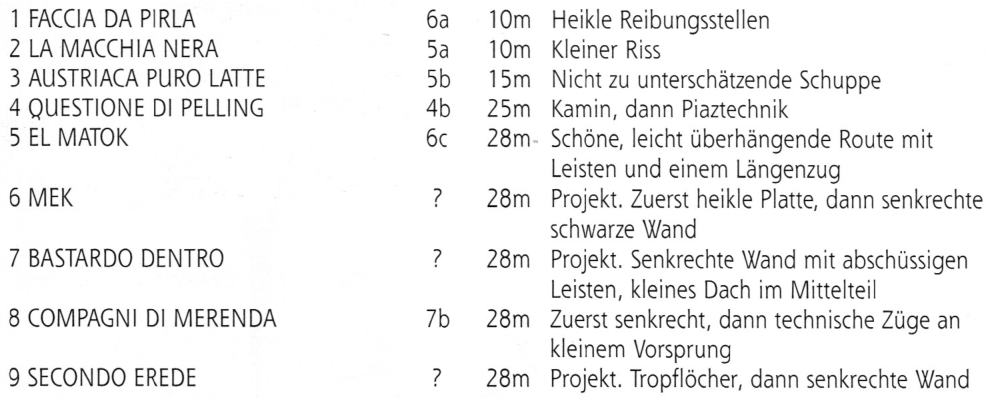 1 FACCIA DA PIRLA 6a 10m Heikle Reibungsstellen
2 LA MACCHIA NERA 5a 10m Kleiner Riss
3 AUSTRIACA PURO LATTE 5b 15m Nicht zu unterschätzende Schuppe
4 QUESTIONE DI PELLING 4b 25m Kamin, dann Piaztechnik
5 EL MATOK 6c 28m Schöne, leicht überhängende Route mit
Leisten und einem Längenzug
6 MEK ? 28m Projekt. Zuerst heikle Platte, dann senkrechte
schwarze Wand
7 BASTARDO DENTRO ? 28m Projekt. Senkrechte Wand mit abschüssigen
Leisten, kleines Dach im Mittelteil
8 COMPAGNI DI MERENDA 7b 28m Zuerst senkrecht, dann technische Züge an
kleinem Vorsprung
9 SECONDO EREDE ? 28m Projekt. Tropflöcher, dann senkrechte Wand